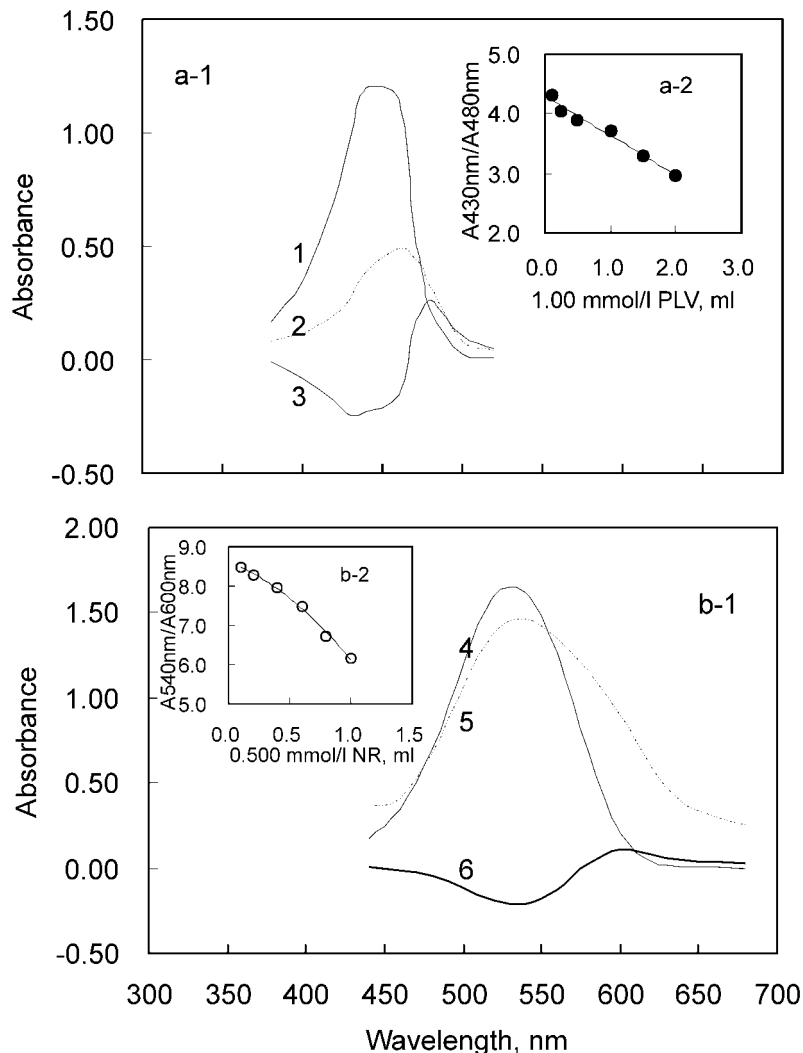 1.50
a-1
1.00
0.50
0.00
-0.50
Absorbance
1
2
3
5.0
4.0
3.0
2.0
A430nm/A480nm
a-2
0.0 1.0 2.0 3.0
1.00 mmol/l PLV, ml
2.00
1.50
1.00
0.50
0.00
-0.50
Absorbance
9.0
8.0
7.0
6.0
5.0
A540nm/A600nm
b-2
0.0 0.5 1.0 1.5
0.500 mmol/l NR, ml
b-1
4
5
6
300 350 400 450 500 550 600 650 700
Wavelength, nm